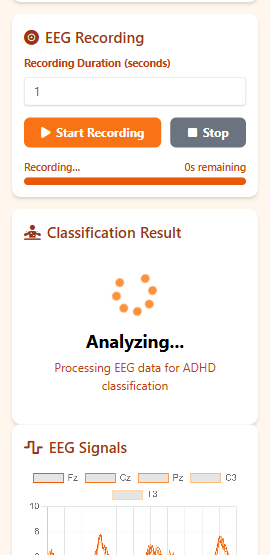 EEG Recording
Recording Duration (seconds)
1
Start Recording
Stop
Recording...
0s remaining
Classification Result
Analyzing...
Processing EEG data for ADHD
classification
EEG Signals
Fz Cz Pz C3
T3
10
8
6